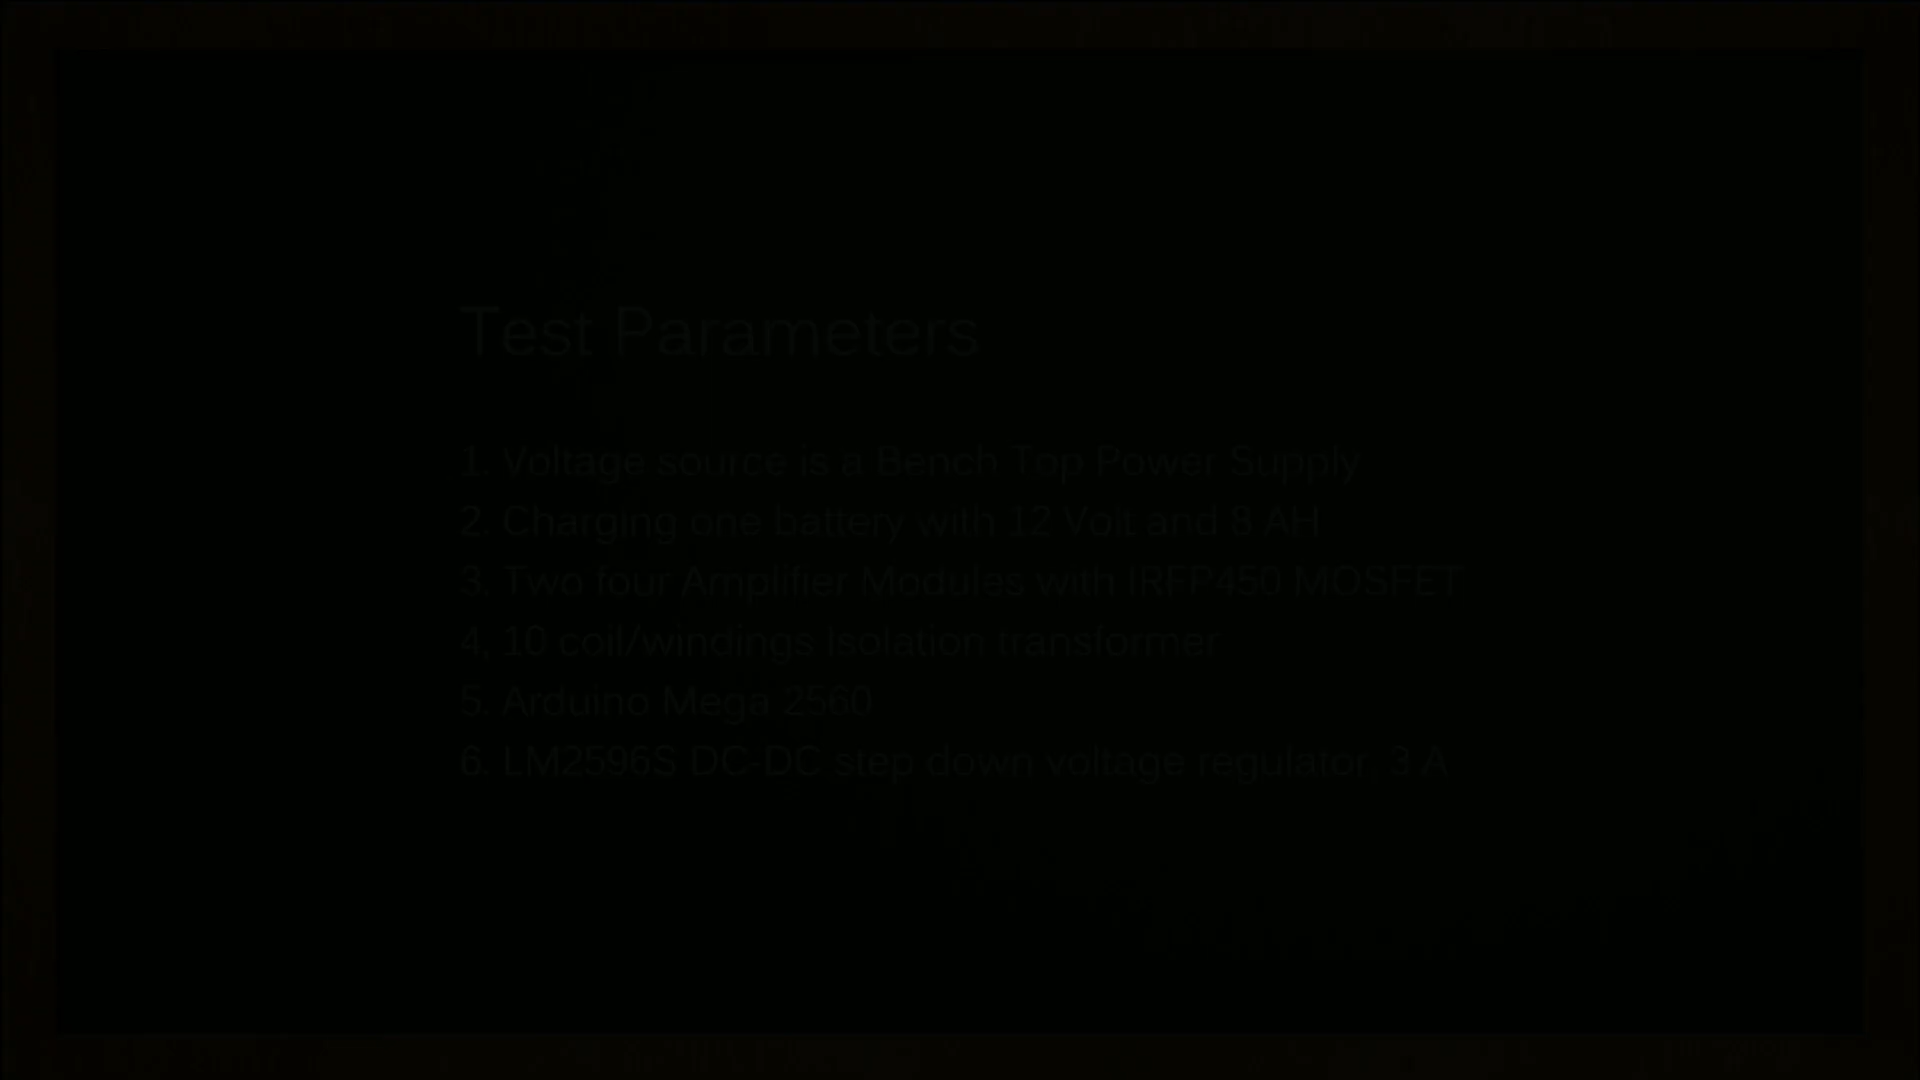 Test Parameters
1. Voltage source is a Bench Top Power Supply
2. Charging one battery with 12 Volt and 8 AH
3. Two four Amplifier Modules with IRFP450 MOSFET
4, 10 coil/windings Isolation transformer
5. Arduino Mega 2560
6. LM2596S DC-DC step down voltage regulator, 3 A